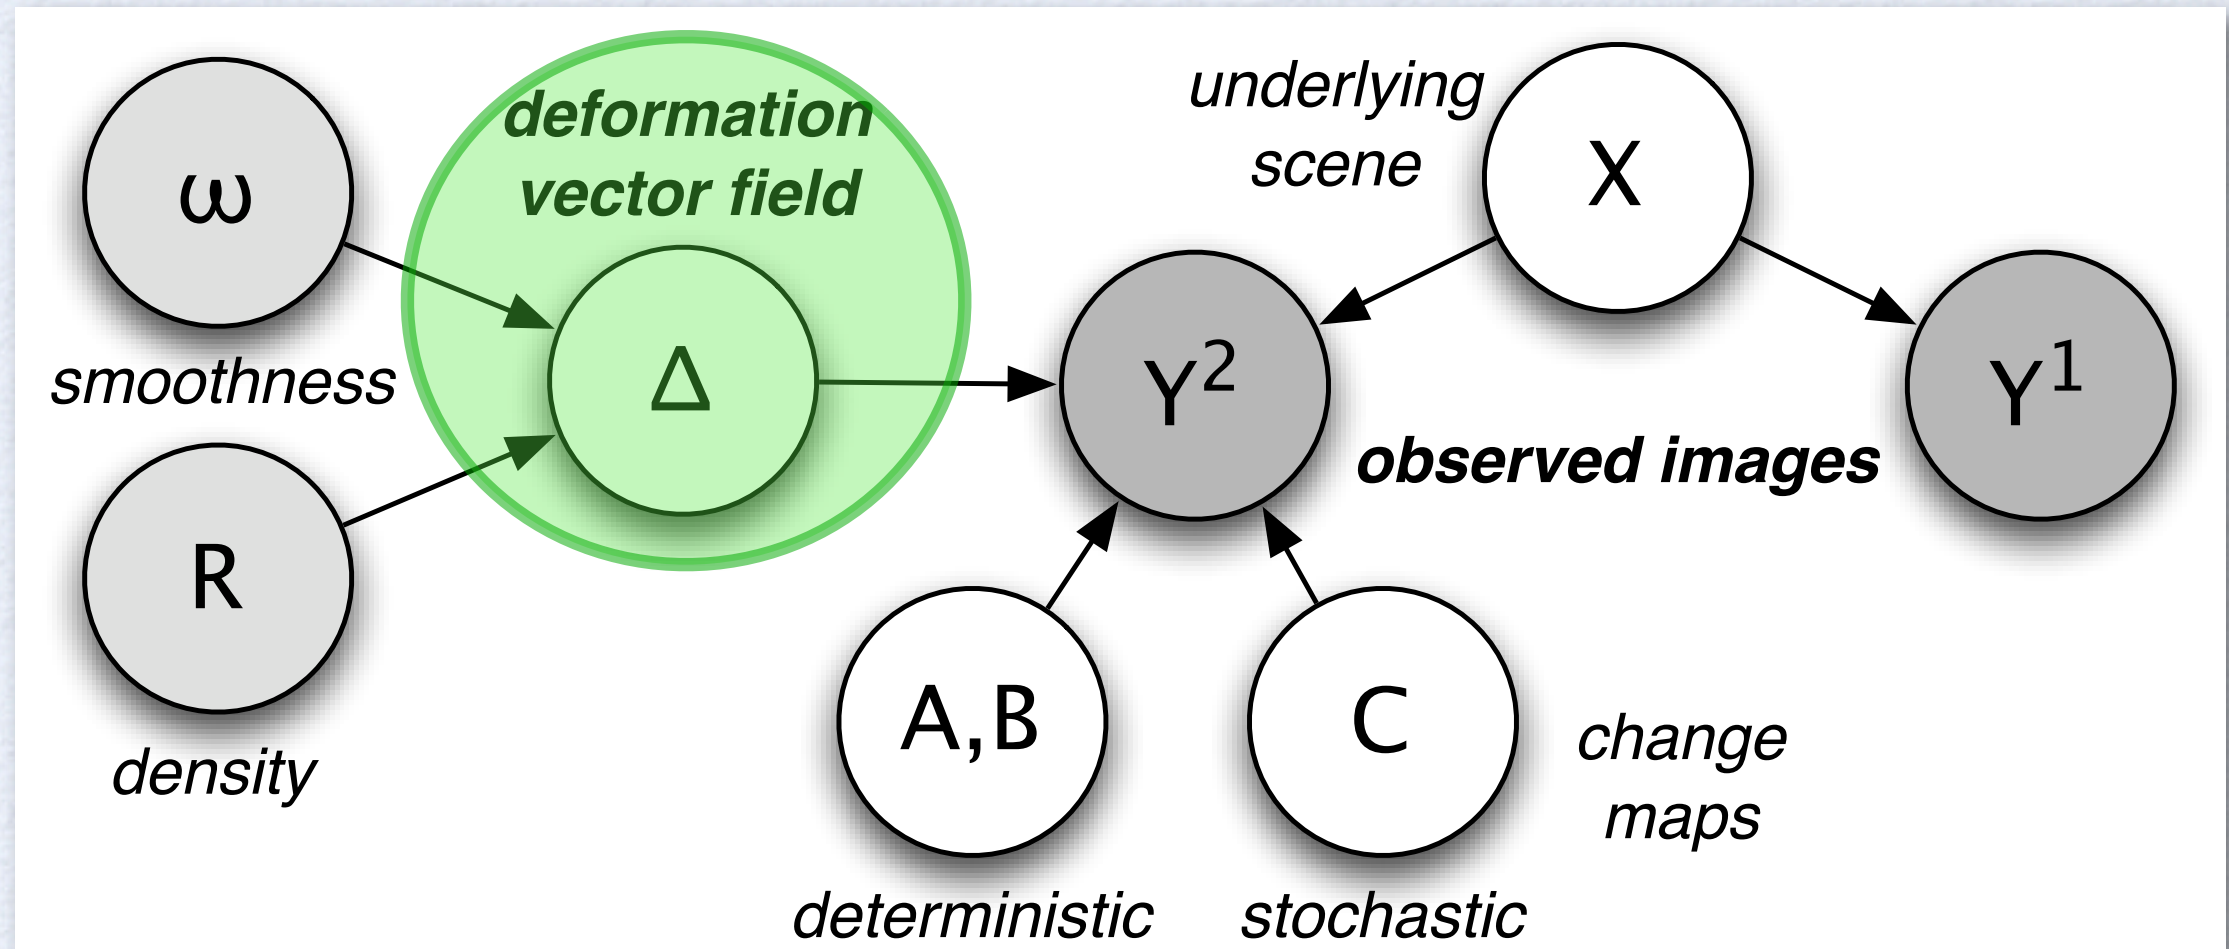 ω
smoothness
R
density
deformation
vector field
Δ
underlying
scene
X
Y²
observed images
Y¹
A,B
deterministic
C
stochastic
change
maps